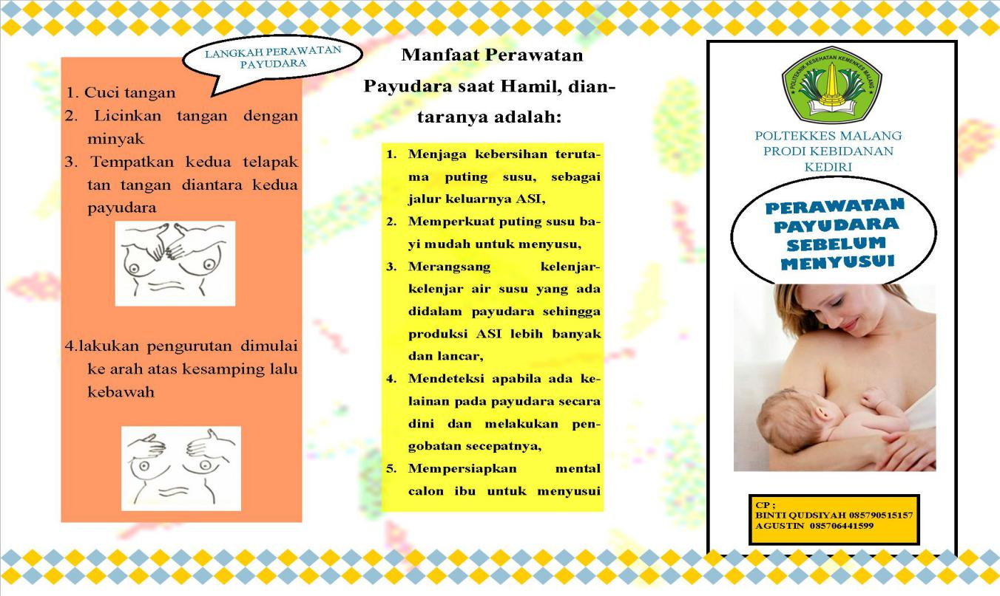 LANGKAH PERAWATAN
PAYUDARA
1. Cuci tangan
2. Licinkan tangan dengan
minyak
3. Tempatkan kedua telapak
tan tangan diantara kedua
payudara
4.lakukan pengurutan dimulai
ke arah atas kesamping lalu
kebawah
Manfaat Perawatan
Payudara saat Hamil, dian-
taranya adalah:
1. Menjaga kebersihan teruta-
ma puting susu, sebagai
jalur keluarnya ASI,
2. Memperkuat puting susu ba-
yi mudah untuk menyusu,
3. Merangsang kelenjar-
kelenjar air susu yang ada
didalam payudara sehingga
produksi ASI lebih banyak
dan lancar,
4. Mendeteksi apabila ada ke-
lainan pada payudara secara
dini dan melakukan pen-
gobatan secepatnya,
5. Mempersiapkan mental
calon ibu untuk menyusui
POLITEKNIK KESEHATAN KEMENKES MALANG
POLTEKKES MALANG
PRODI KEBIDANAN
KEDIRI
PERAWATAN
PAYUDARA
SEBELUM
MENYUSUI
CP ;
BINTI QUDSIYAH 085790515157
AGUSTIN 085706441599